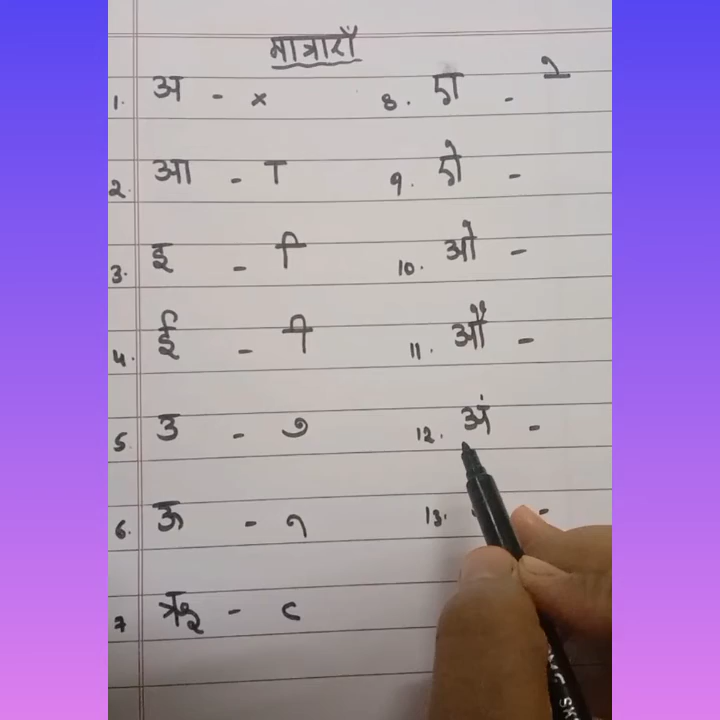 मात्राएँ
1. अ - ×
2. आ - ा
3. इ - ि
4. ई - ी
5. उ - ु
6. ऊ - ू
7 ऋ - ृ
8. ए - े
9. ऐ -
10. ओ -
11. औ -
12. अं -
13. -